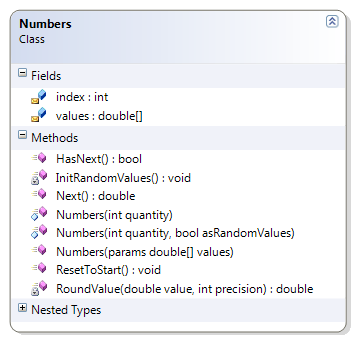 Numbers
Class
Fields
index : int
values : double[]
Methods
HasNext() : bool
InitRandomValues() : void
Next() : double
Numbers(int quantity)
Numbers(int quantity, bool asRandomValues)
Numbers(params double[] values)
ResetToStart() : void
RoundValue(double value, int precision) : double
Nested Types